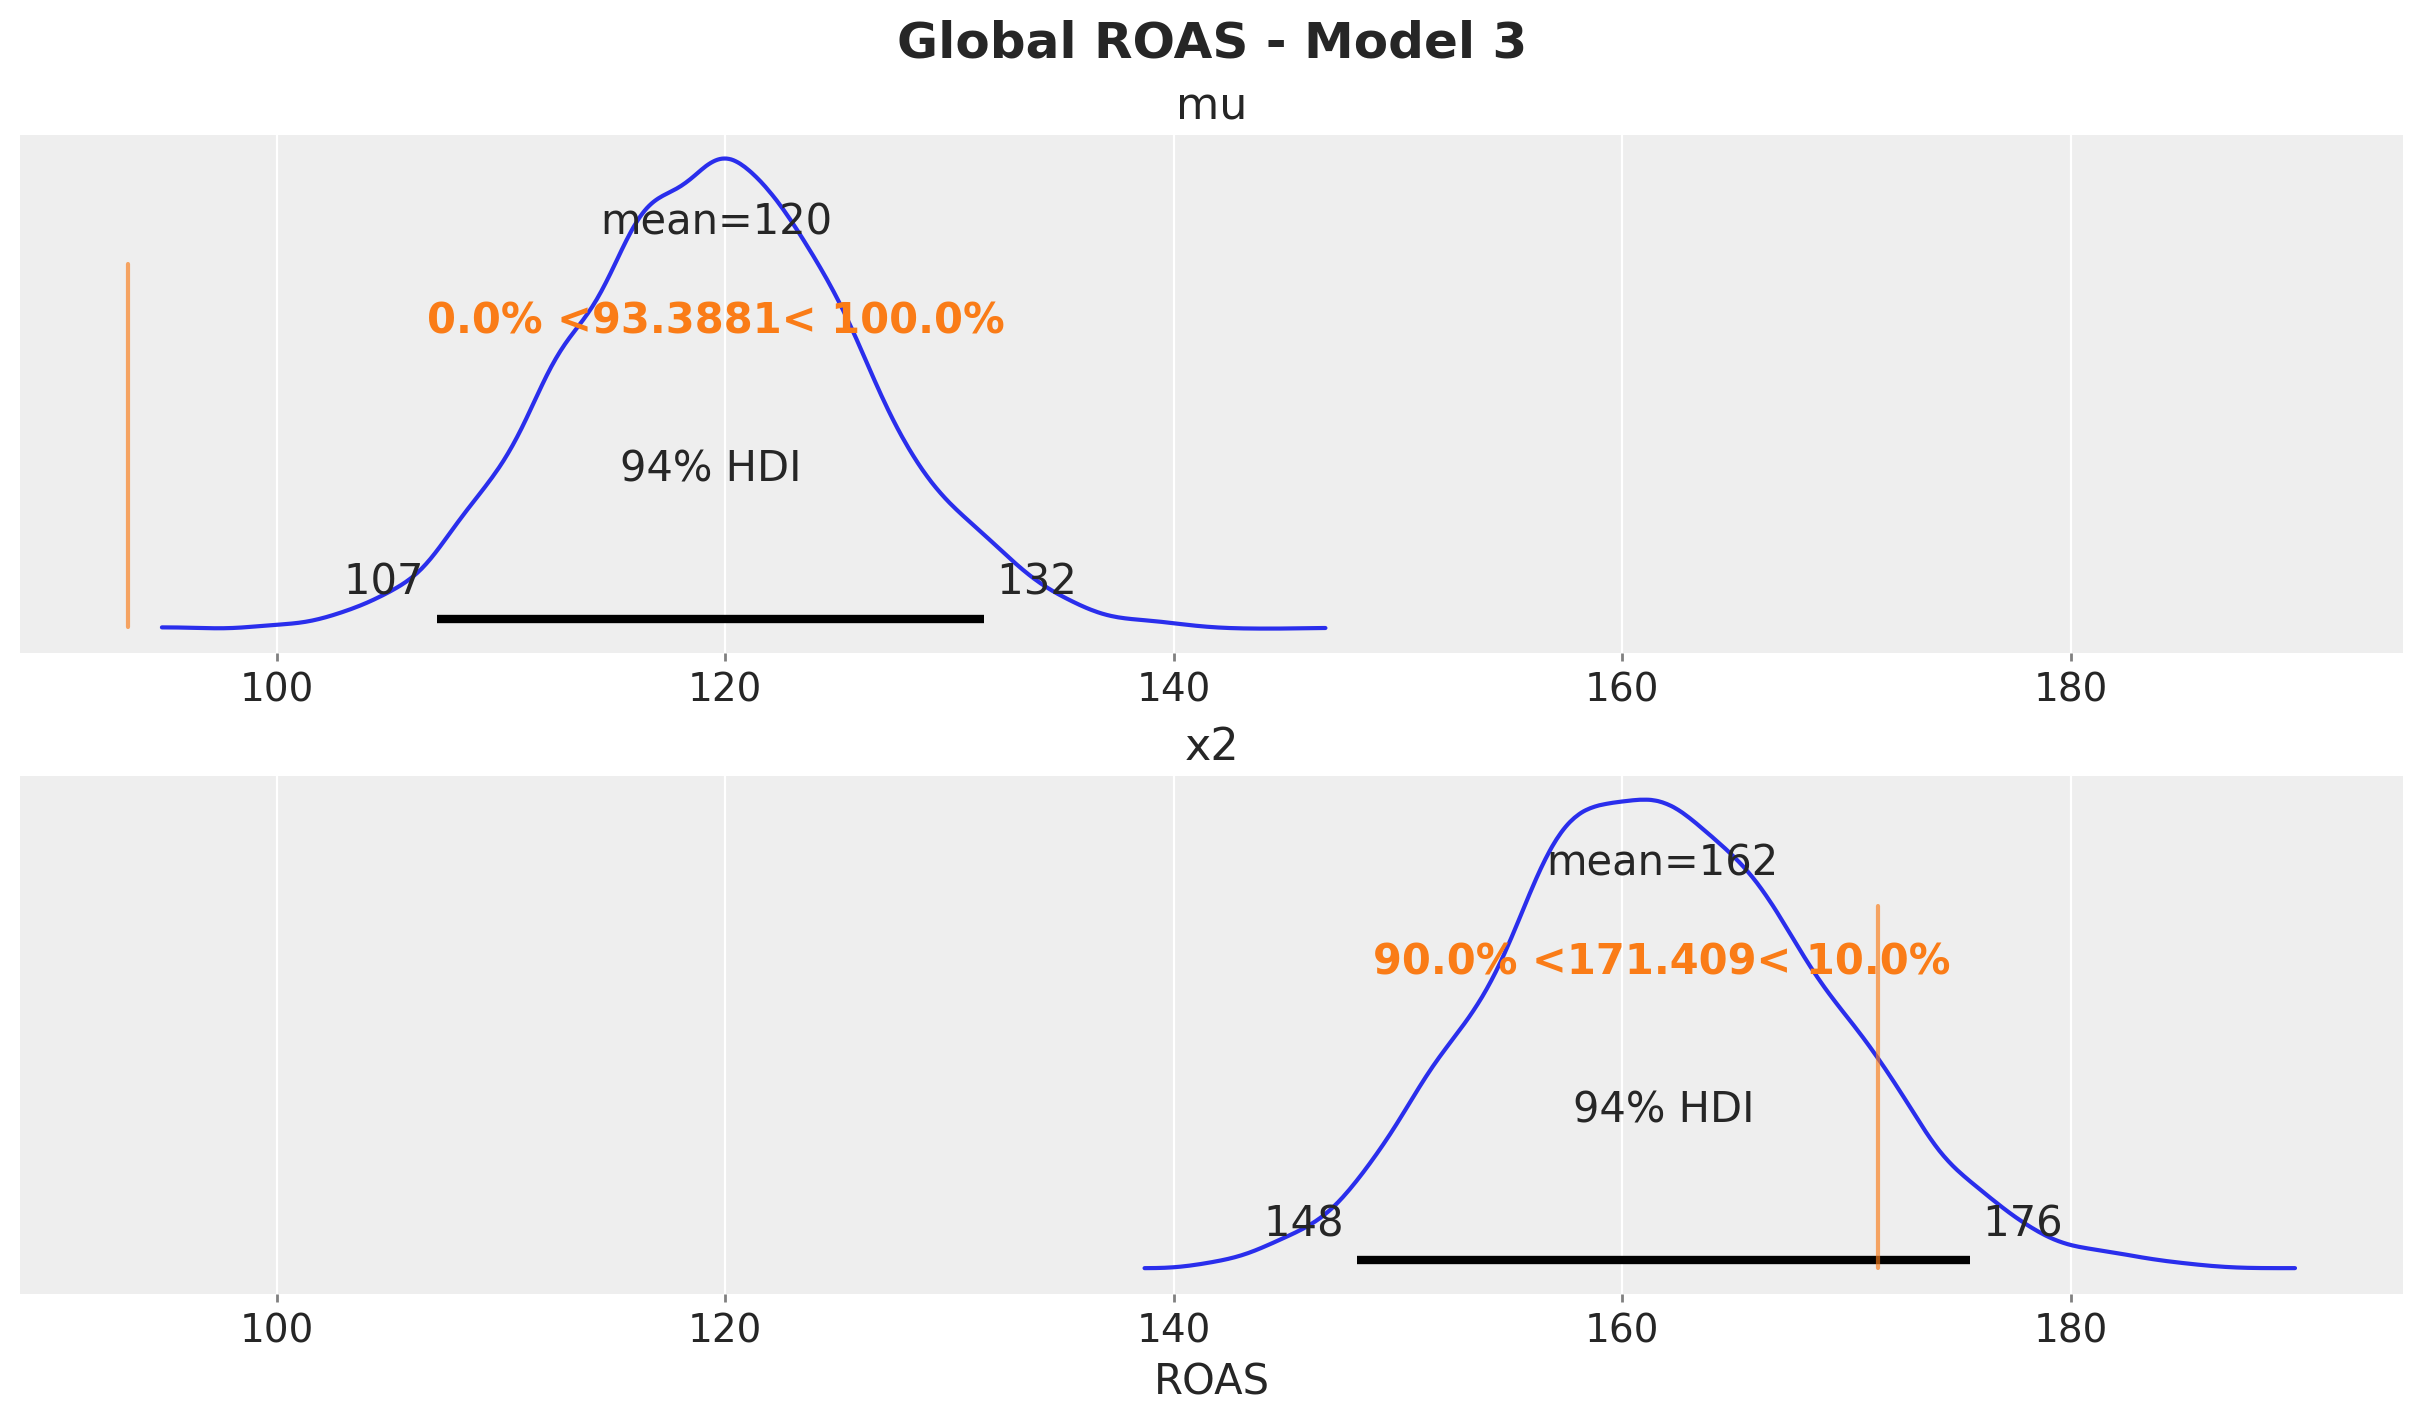 Global ROAS - Model 3
mu
mean=120
0.0% <93.3881< 100.0%
94% HDI
107
132
100 120 140 160 180
x2
mean=162
90.0% <171.409< 10.0%
94% HDI
148
176
100 120 140 160 180
ROAS